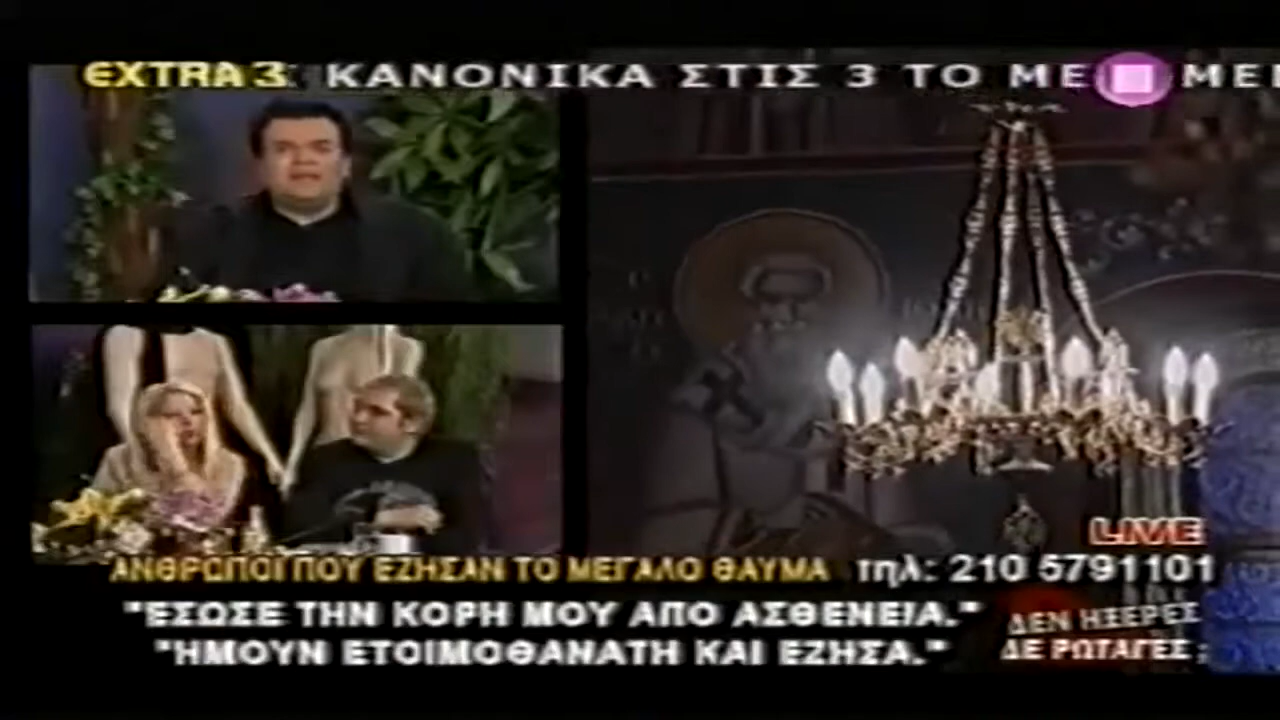 EXTRA 3 ΚΑΝΟΝΙΚΑ ΣΤΙΣ 3 ΤΟ ΜΕ ΜΕ
LIVE
ΑΝΘΡΩΠΟΙ ΠΟΥ ΕΖΗΣΑΝ ΤΟ ΜΕΓΑΛΟ ΘΑΥΜΑ τηλ: 210 5791101
"ΕΣΩΣΕ ΤΗΝ ΚΟΡΗ ΜΟΥ ΑΠΟ ΑΣΘΕΝΕΙΑ."
"ΗΜΟΥΝ ΕΤΟΙΜΟΘΑΝΑΤΗ ΚΑΙ ΕΖΗΣΑ."
ΔΕΝ ΗΞΕΡΕΣ
ΔΕ ΡΩΤΑΓΕΣ ;